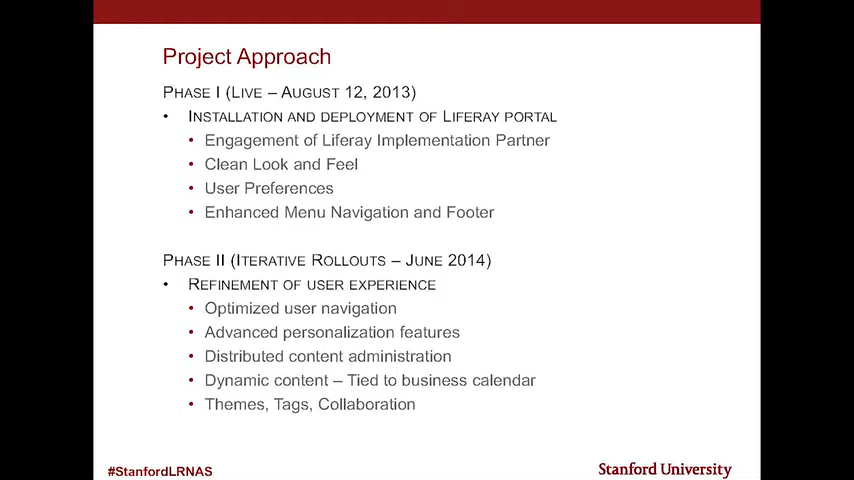 Project Approach
PHASE I (LIVE – AUGUST 12, 2013)
• INSTALLATION AND DEPLOYMENT OF LIFERAY PORTAL
• Engagement of Liferay Implementation Partner
• Clean Look and Feel
• User Preferences
• Enhanced Menu Navigation and Footer
PHASE II (ITERATIVE ROLLOUTS – JUNE 2014)
• REFINEMENT OF USER EXPERIENCE
• Optimized user navigation
• Advanced personalization features
• Distributed content administration
• Dynamic content – Tied to business calendar
• Themes, Tags, Collaboration
#StanfordLRNAS
Stanford University